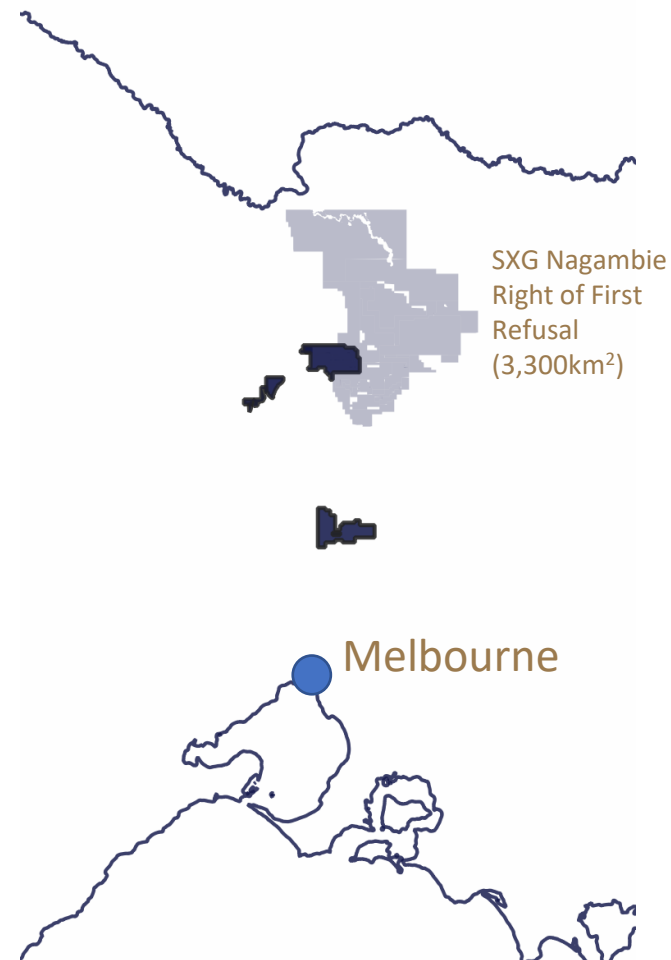 SXG Nagambie
Right of First
Refusal
(3,300km²)
Melbourne